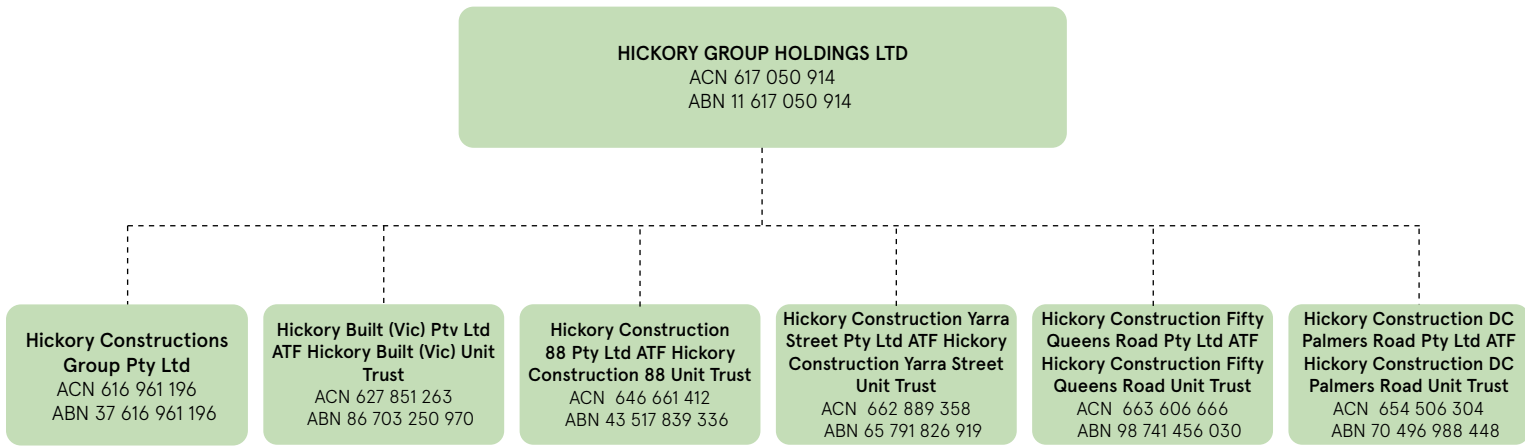 HICKORY GROUP HOLDINGS LTD
ACN 617 050 914
ABN 11 617 050 914
Hickory Constructions
Group Pty Ltd
ACN 616 961 196
ABN 37 616 961 196
Hickory Built (Vic) Ptv Ltd
ATF Hickory Built (Vic) Unit
Trust
ACN 627 851 263
ABN 86 703 250 970
Hickory Construction
88 Pty Ltd ATF Hickory
Construction 88 Unit Trust
ACN 646 661 412
ABN 43 517 839 336
Hickory Construction Yarra
Street Pty Ltd ATF Hickory
Construction Yarra Street
Unit Trust
ACN 662 889 358
ABN 65 791 826 919
Hickory Construction Fifty
Queens Road Pty Ltd ATF
Hickory Construction Fifty
Queens Road Unit Trust
ACN 663 606 666
ABN 98 741 456 030
Hickory Construction DC
Palmers Road Pty Ltd ATF
Hickory Construction DC
Palmers Road Unit Trust
ACN 654 506 304
ABN 70 496 988 448